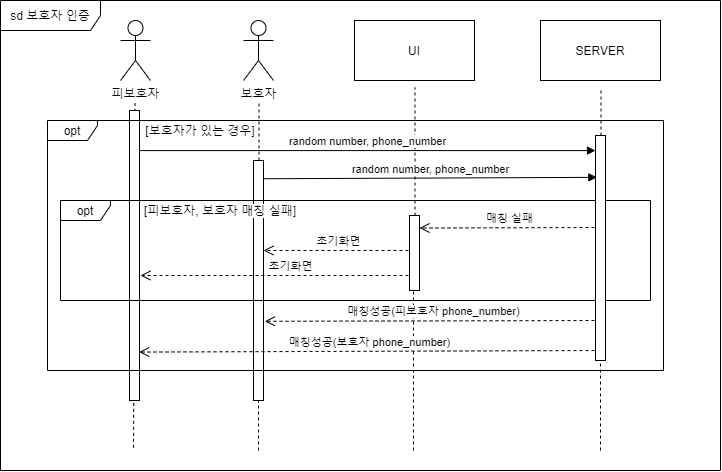 sd 보호자 인증
피보호자
보호자
UI
SERVER
opt
[보호자가 있는 경우]
random number, phone_number
random number, phone_number
opt
[피보호자, 보호자 매칭 실패]
매칭 실패
초기화면
초기화면
매칭성공(피보호자 phone_number)
매칭성공(보호자 phone_number)